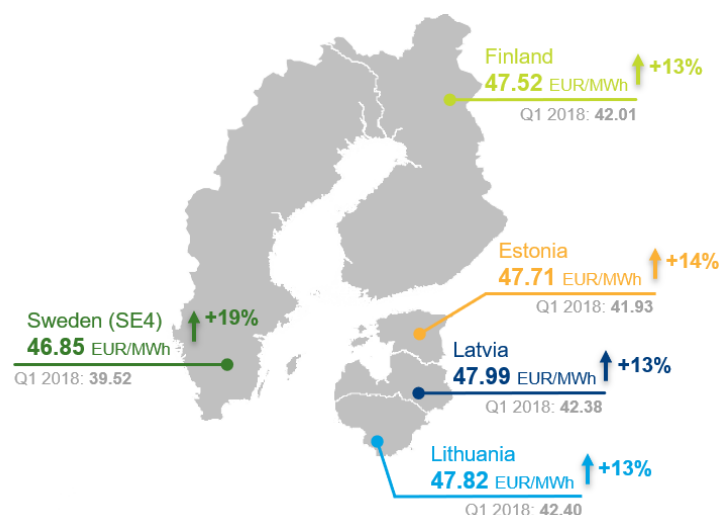 Finland
47.52 EUR/MWh
+13%
Q1 2018: 42.01
Estonia
47.71 EUR/MWh
+14%
Q1 2018: 41.93
Sweden (SE4)
46.85 EUR/MWh
+19%
Q1 2018: 39.52
Latvia
47.99 EUR/MWh
+13%
Q1 2018: 42.38
Lithuania
47.82 EUR/MWh
+13%
Q1 2018: 42.40